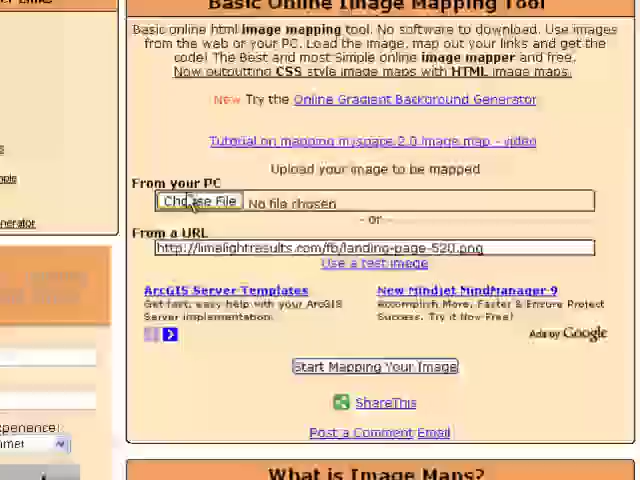 Basic Online Image Mapping Tool
Basic online html image mapping tool. No software to download. Use images
from the web or your PC. Load the image, map out your links and get the
code! The Best and most Simple online image mapper and free.
Now outputting CSS style image maps with HTML image maps.
New Try the Online Gradient Background Generator
Tutorial on mapping myspace 2.0 image map - video
Upload your image to be mapped
From your PC
Choose File No file chosen
- or -
From a URL
http://limelightresults.com/fb/landing-page-520.png
Use a test image
ArcGIS Server Templates
Get fast, easy help with your ArcGIS
Server implementation.
New Mindjet MindManager 9
Accomplish More, Faster & Ensure Project
Success. Try it Now-Free!
Ads by Google
Start Mapping Your Image
ShareThis
Post a Comment Email
What is Image Maps?